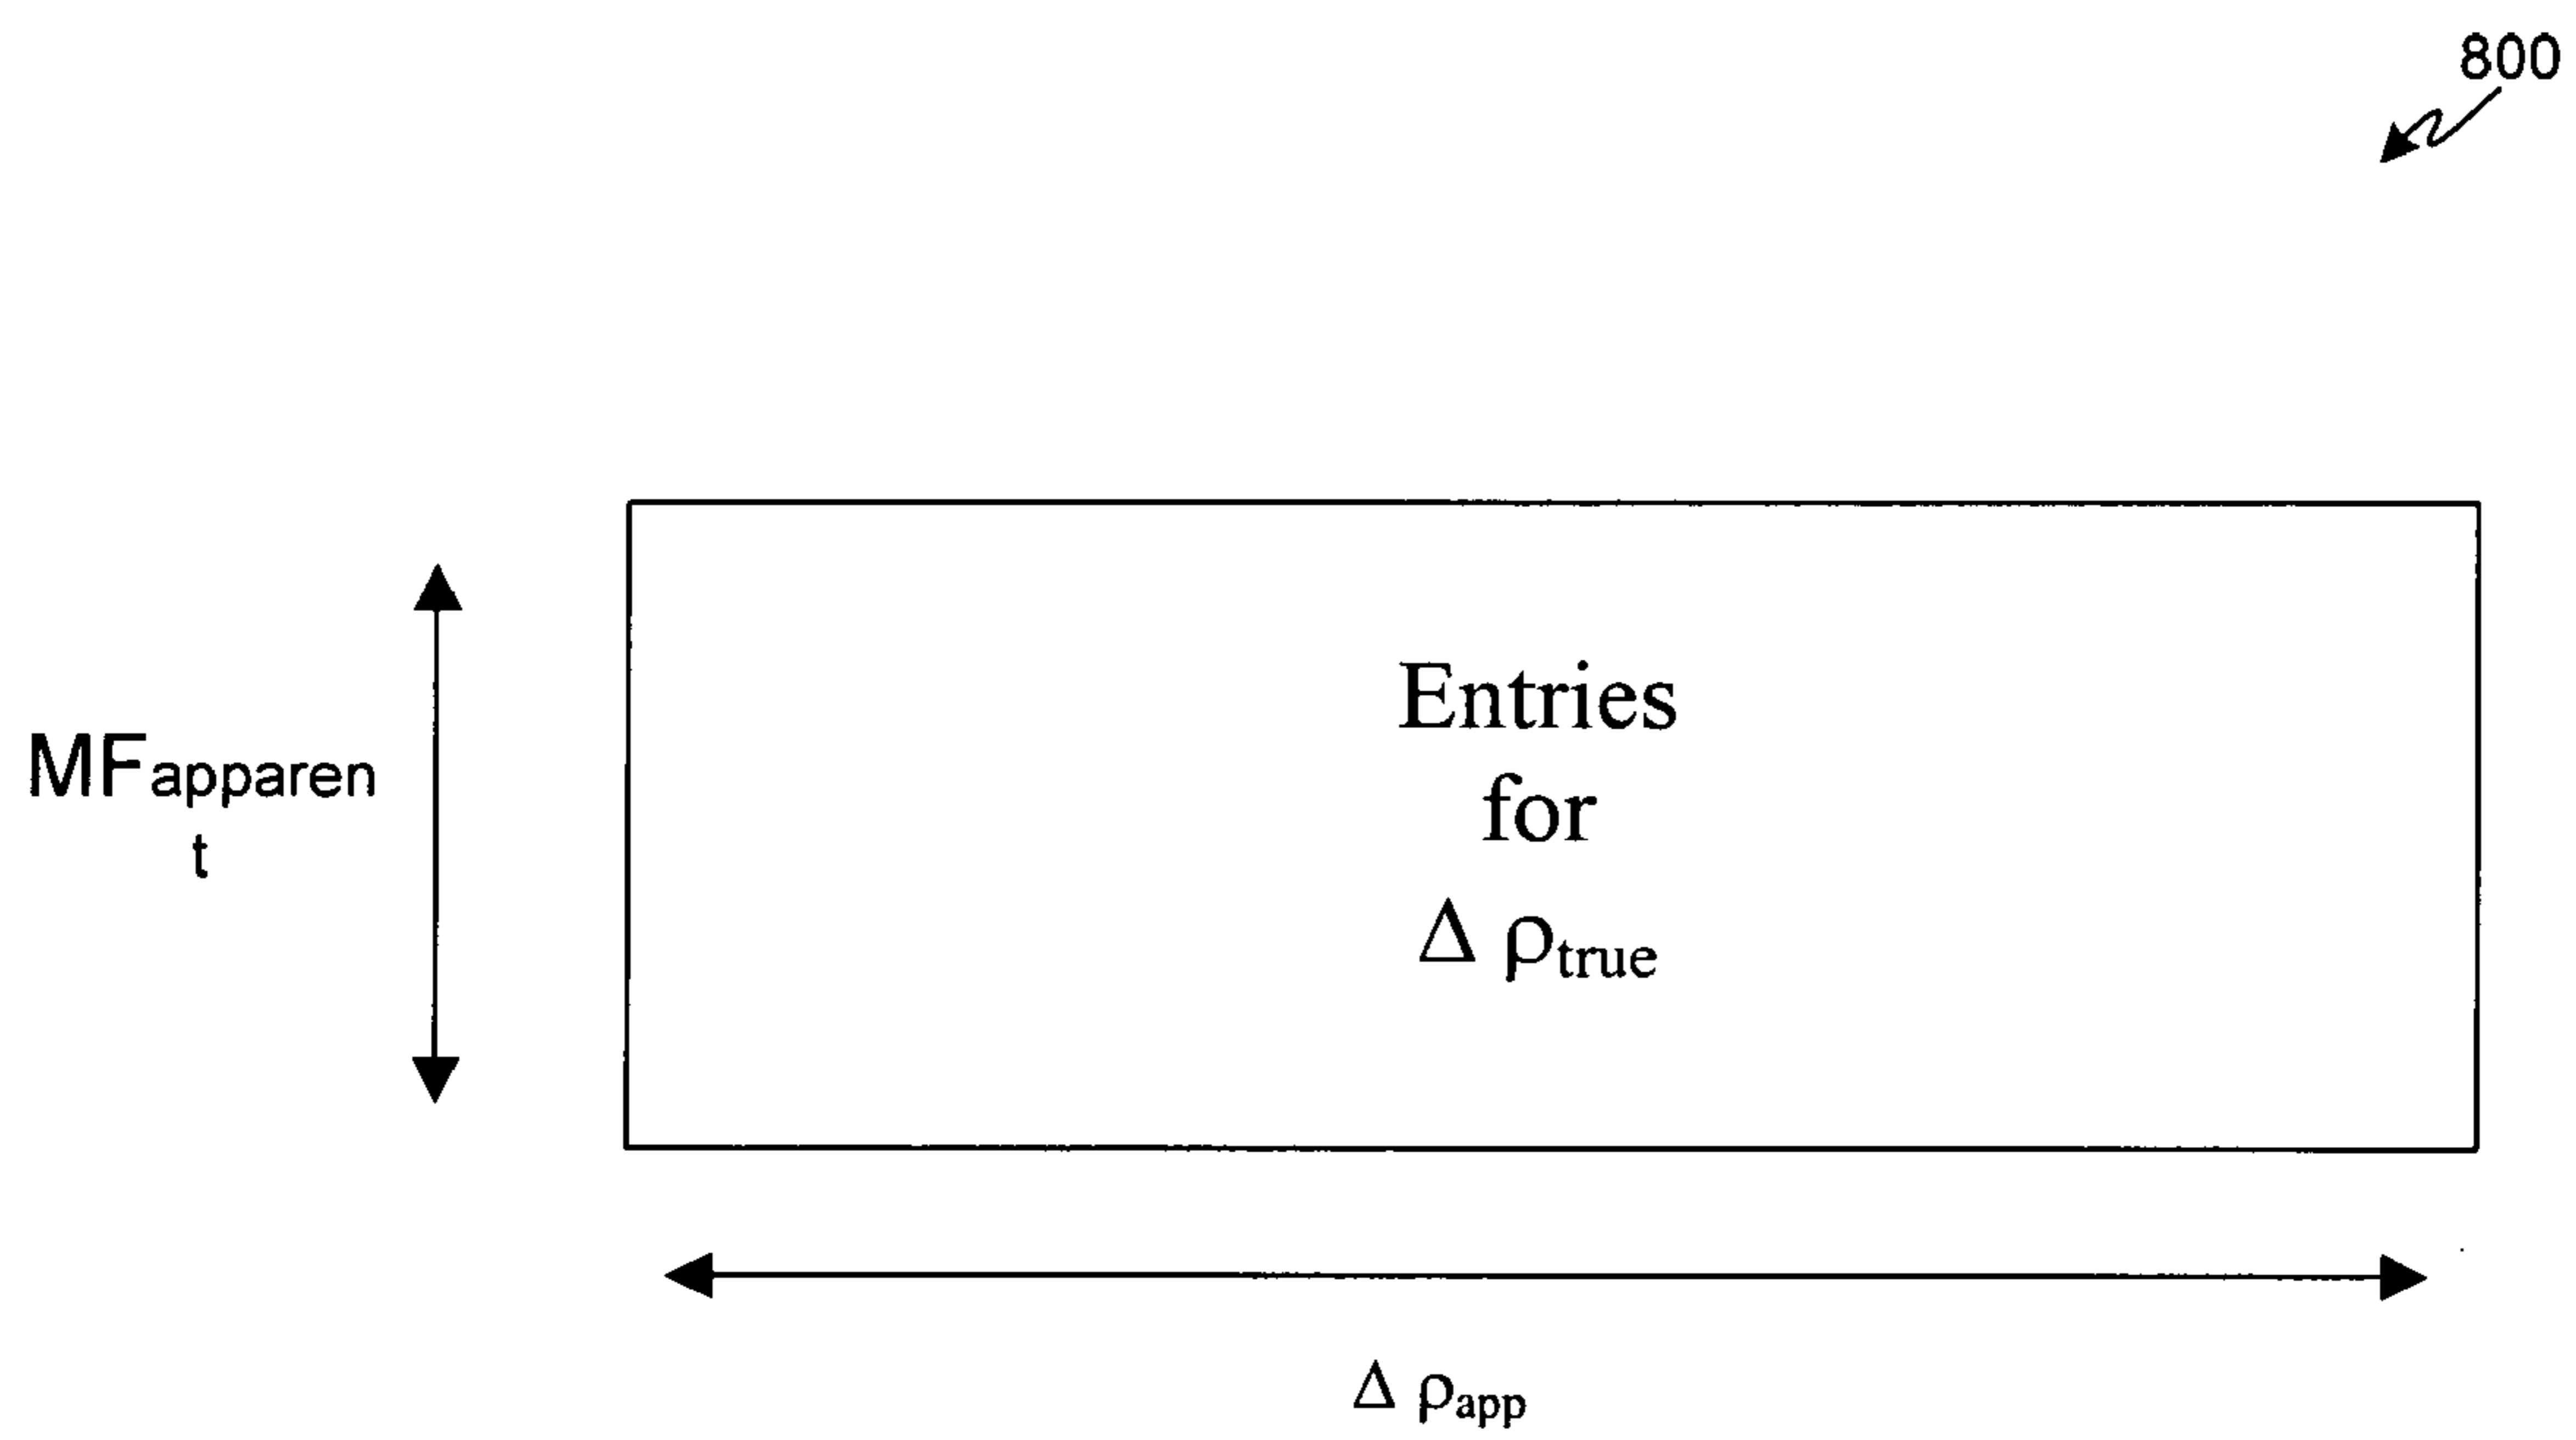 800
Entries
for
Δ ρtrue
MFapparen
t
Δ ρapp